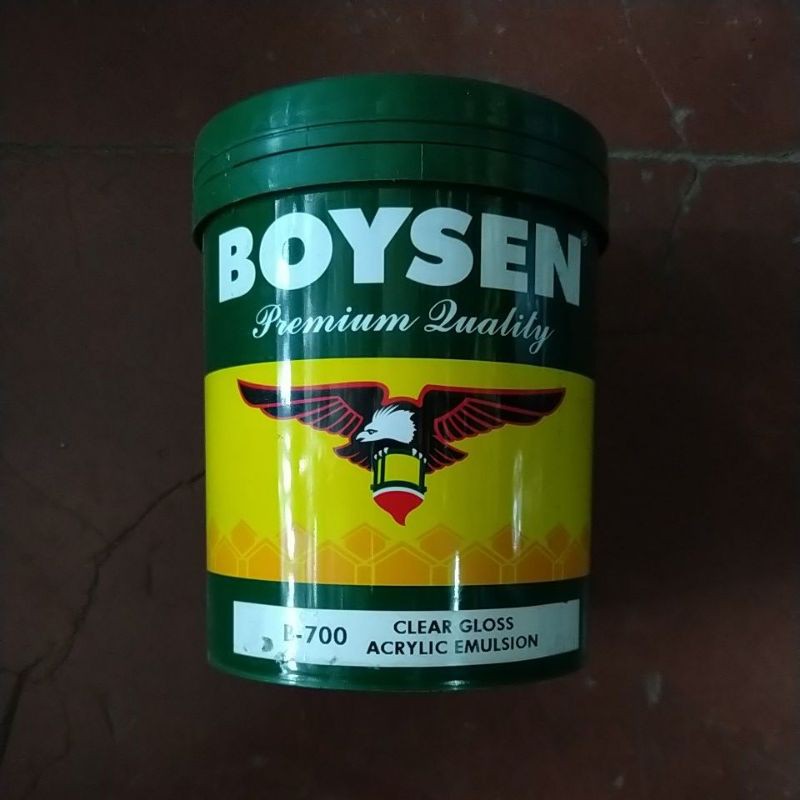 BOYSEN®
Premium Quality
B-700
CLEAR GLOSS
ACRYLIC EMULSION